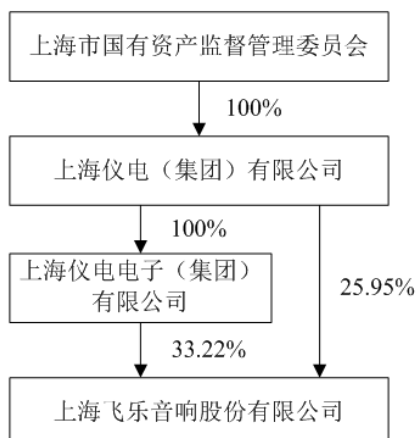 上海市国有资产监督管理委员会
100%
上海仪电（集团）有限公司
100%
上海仪电电子（集团）
有限公司
25.95%
33.22%
上海飞乐音响股份有限公司